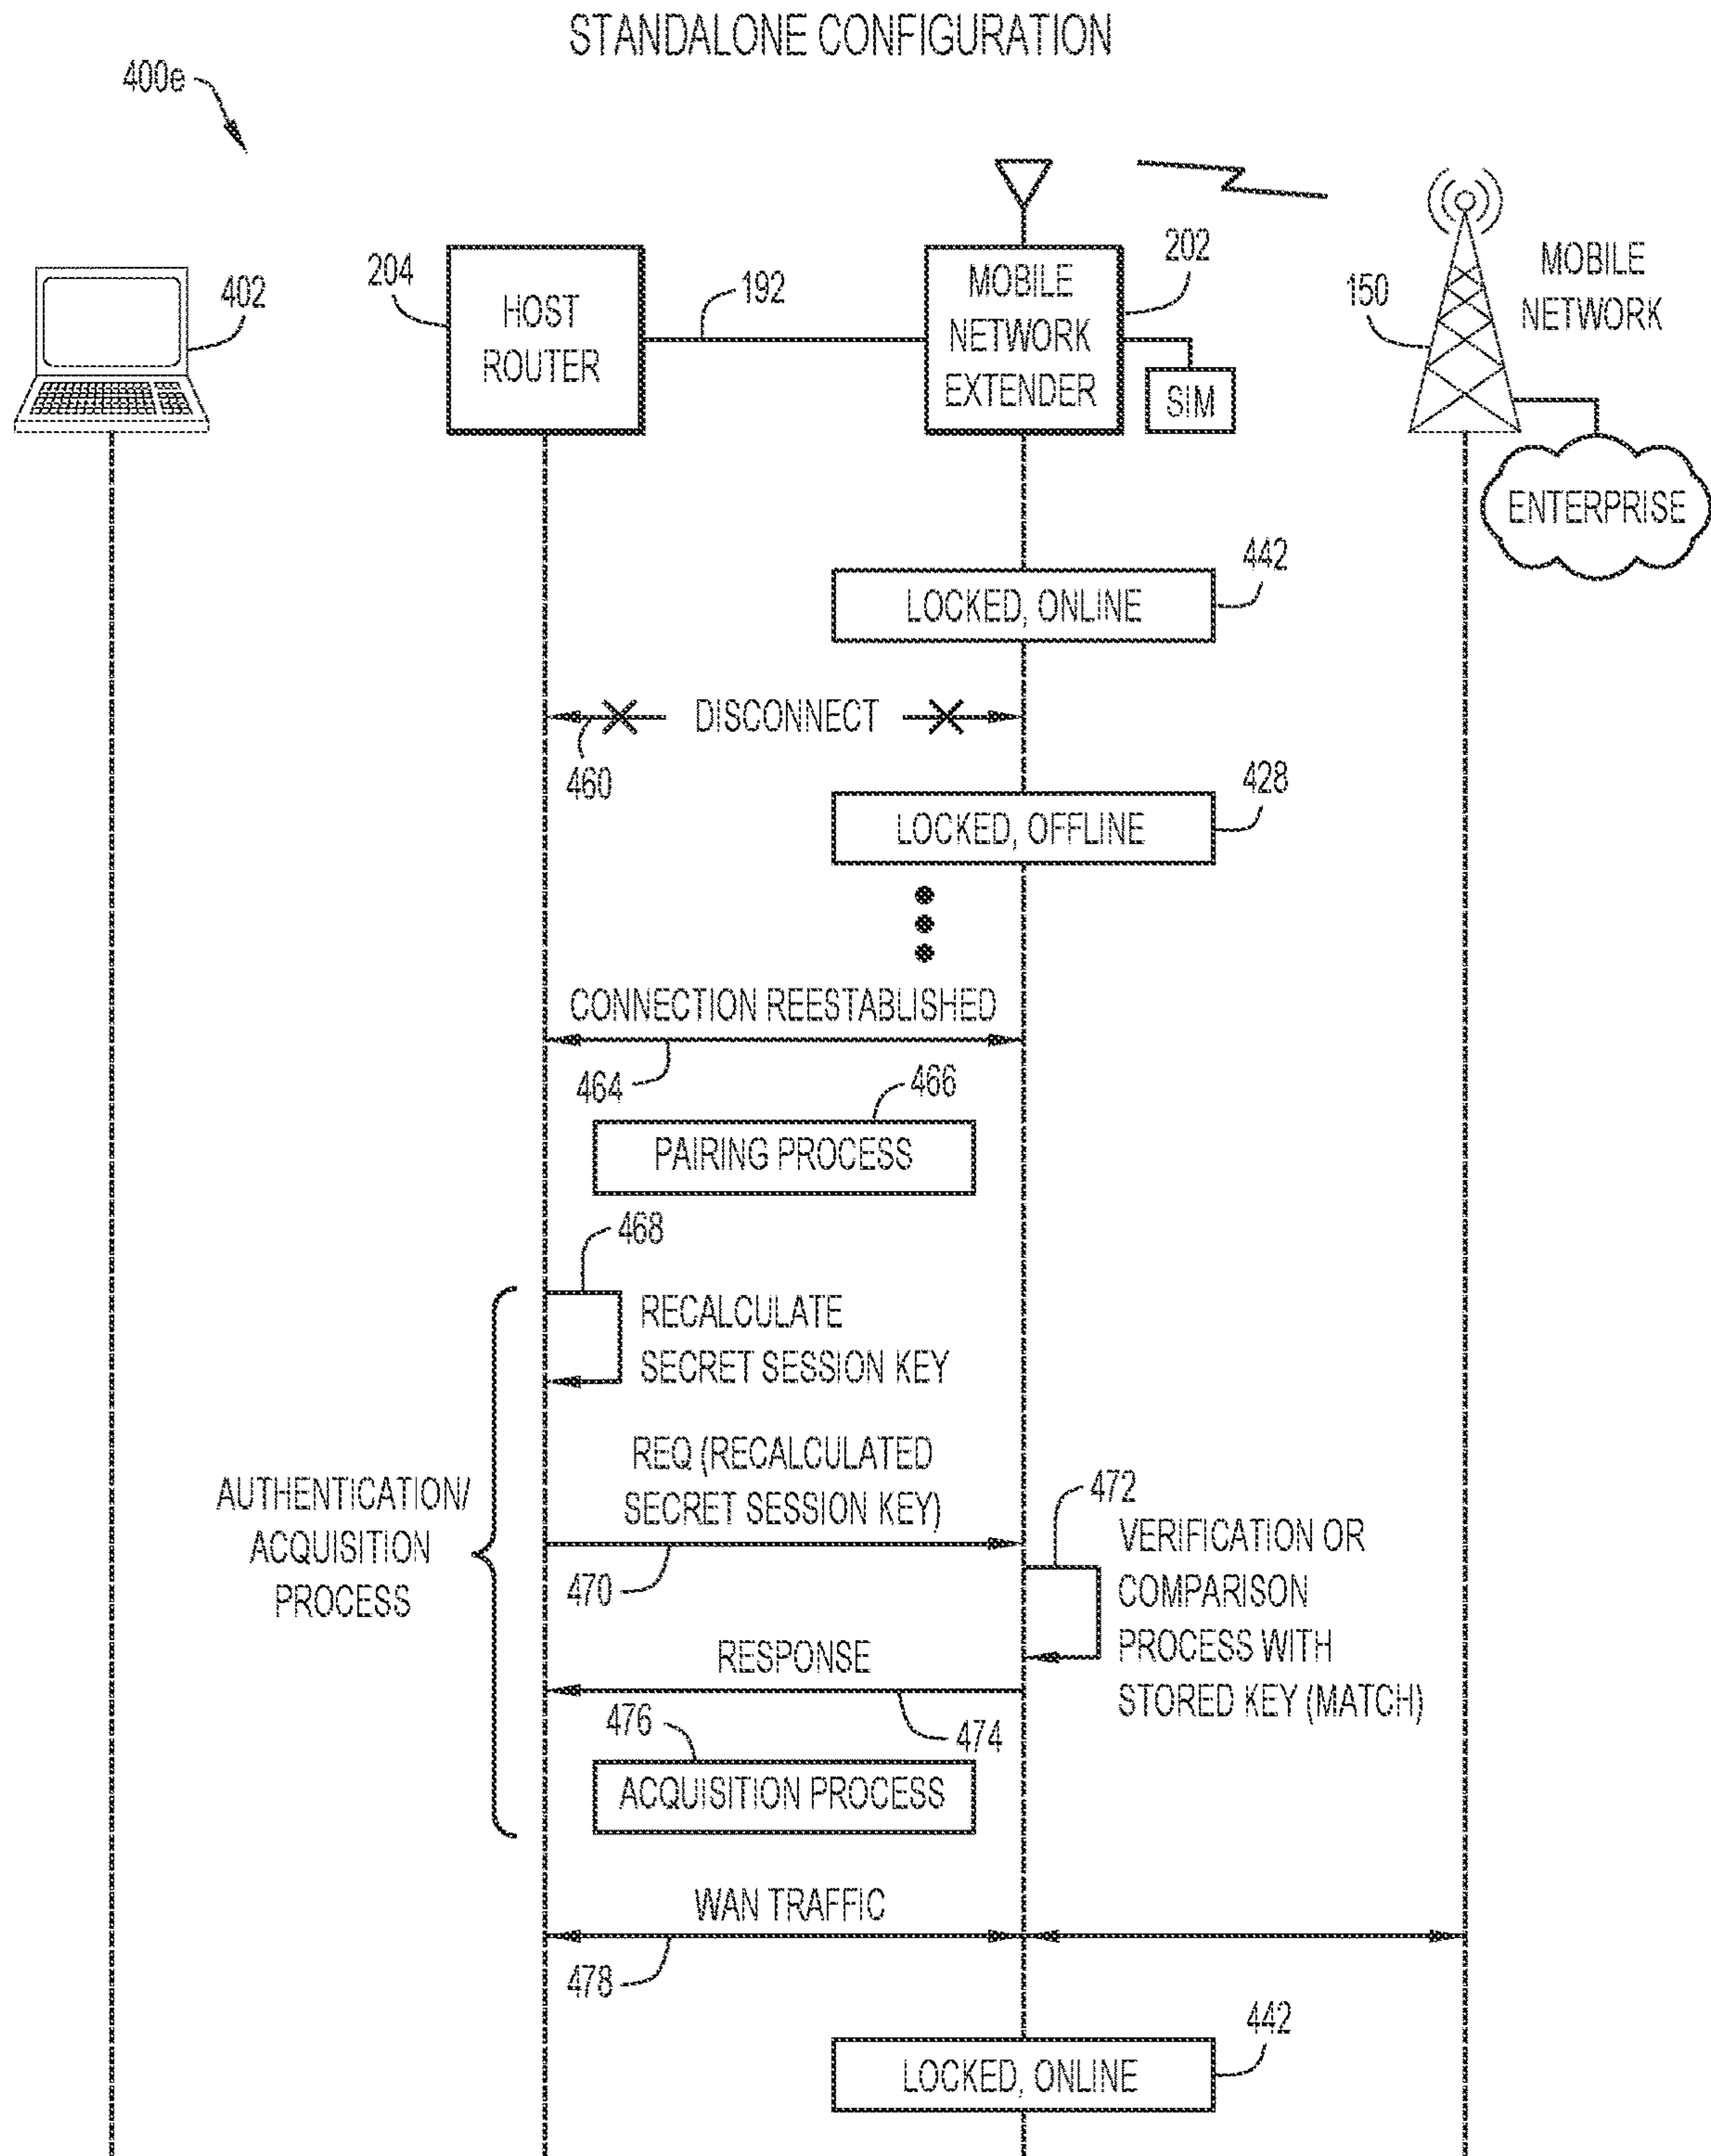 STANDALONE CONFIGURATION
400e
402
204
HOST
ROUTER
192
MOBILE
NETWORK
EXTENDER
202
SIM
150
MOBILE
NETWORK
ENTERPRISE
442
LOCKED, ONLINE
DISCONNECT
460
428
LOCKED, OFFLINE
CONNECTION REESTABLISHED
464
466
PAIRING PROCESS
468
RECALCULATE
SECRET SESSION KEY
AUTHENTICATION/
ACQUISITION
PROCESS
REQ (RECALCULATED
SECRET SESSION KEY)
470
472
VERIFICATION OR
COMPARISON
PROCESS WITH
STORED KEY (MATCH)
RESPONSE
474
476
ACQUISITION PROCESS
WAN TRAFFIC
478
442
LOCKED, ONLINE